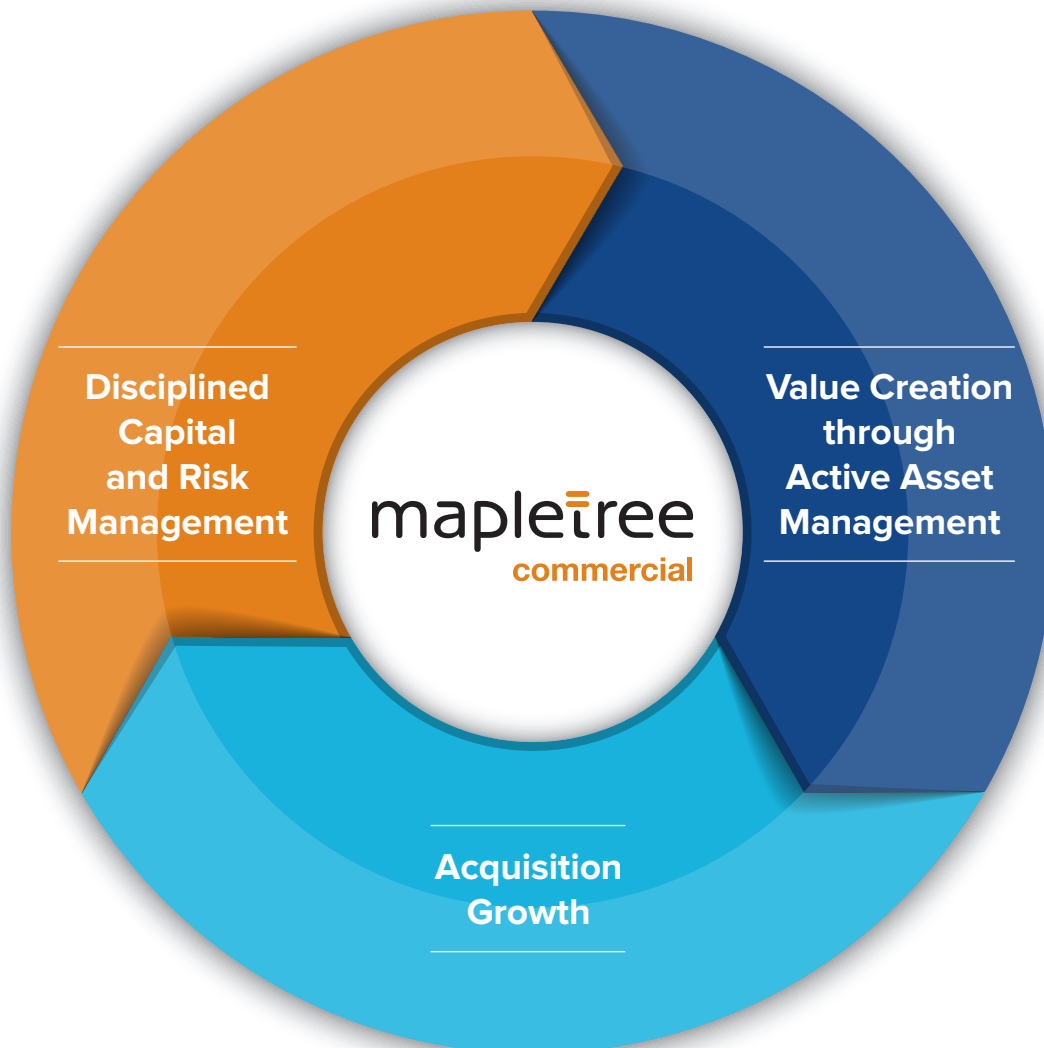 Disciplined
Capital
and Risk
Management
mapletree
commercial
Value Creation
through
Active Asset
Management
Acquisition
Growth